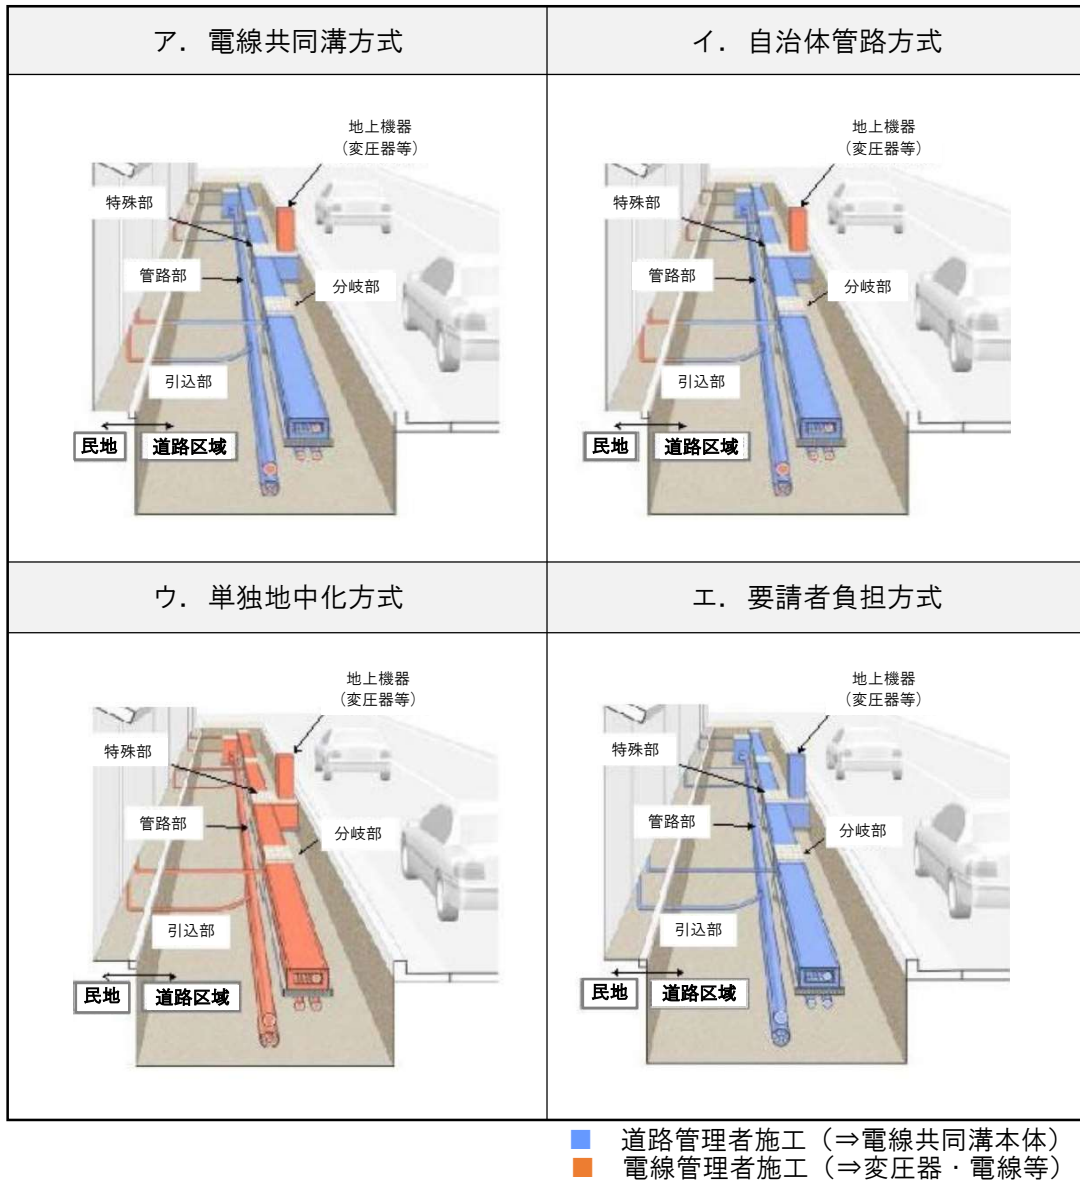 ア．電線共同溝方式
イ．自治体管路方式
地上機器
（変圧器等）
特殊部
管路部
分岐部
引込部
民地
道路区域
地上機器
（変圧器等）
特殊部
管路部
分岐部
引込部
民地
道路区域
ウ．単独地中化方式
エ．要請者負担方式
地上機器
（変圧器等）
特殊部
管路部
分岐部
引込部
民地
道路区域
地上機器
（変圧器等）
特殊部
管路部
分岐部
引込部
民地
道路区域
道路管理者施工（⇒電線共同溝本体）
電線管理者施工（⇒変圧器・電線等）